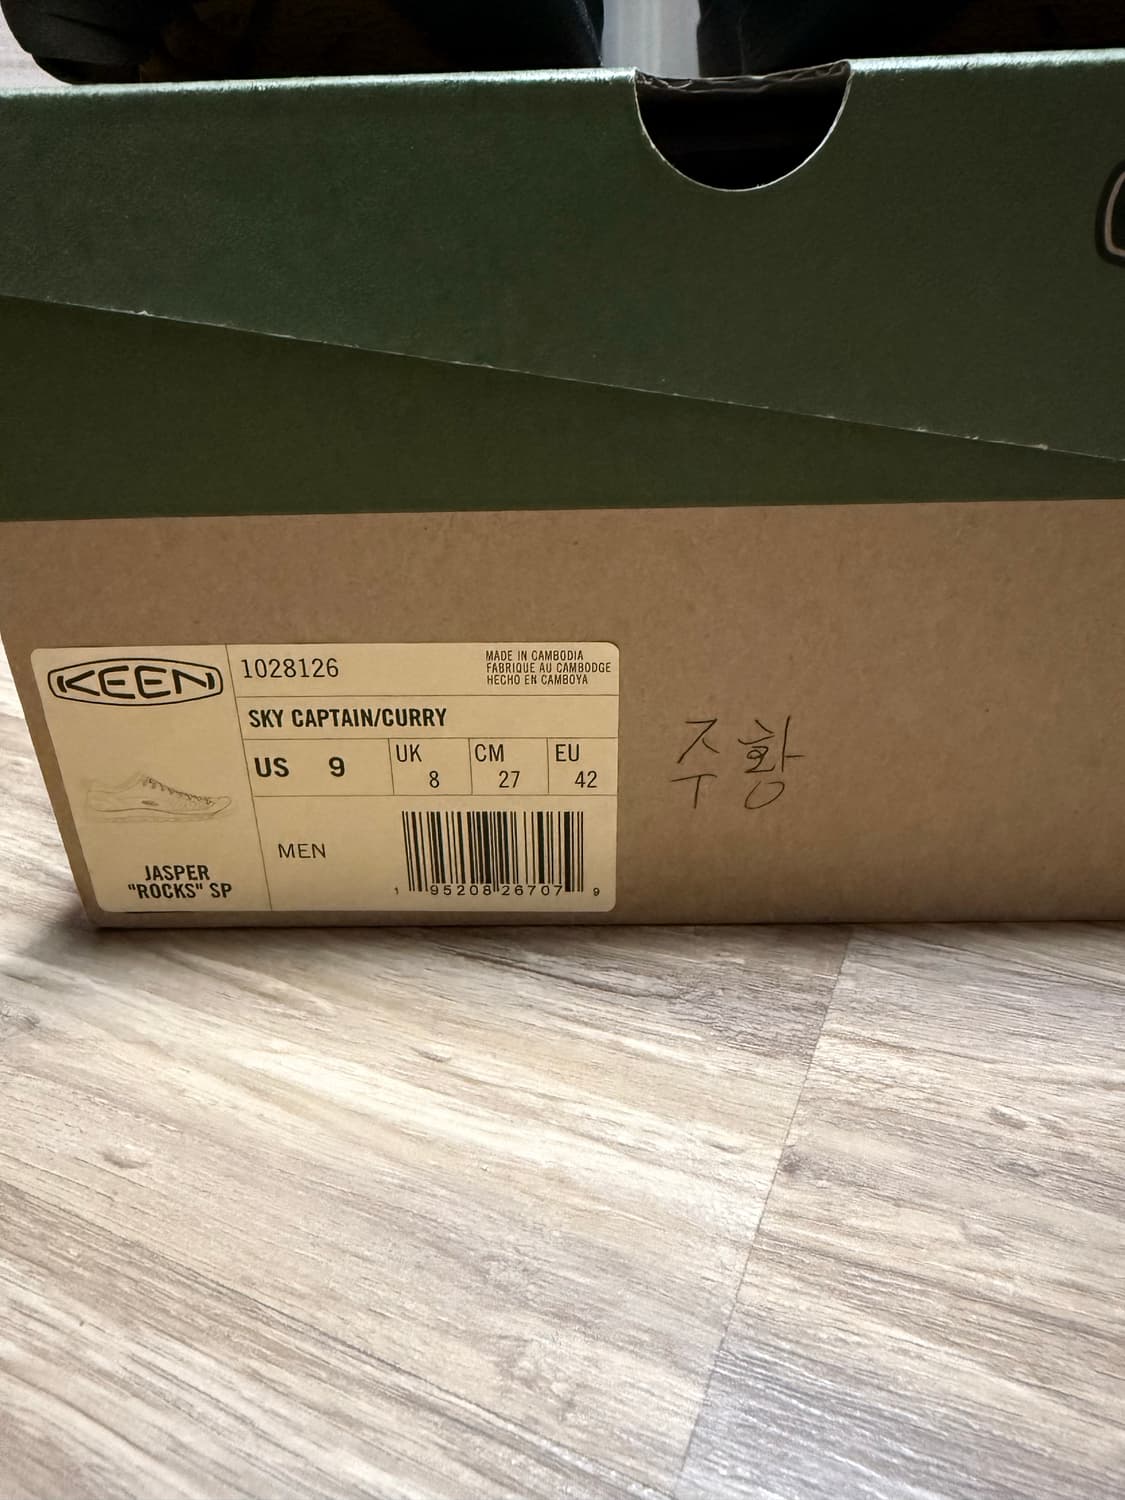 KEEN
1028126
MADE IN CAMBODIA
FABRIQUE AU CAMBODGE
HECHO EN CAMBOYA
SKY CAPTAIN/CURRY
US 9
UK 8
CM 27
EU 42
MEN
JASPER
"ROCKS" SP
1 95208 26707 9
주황